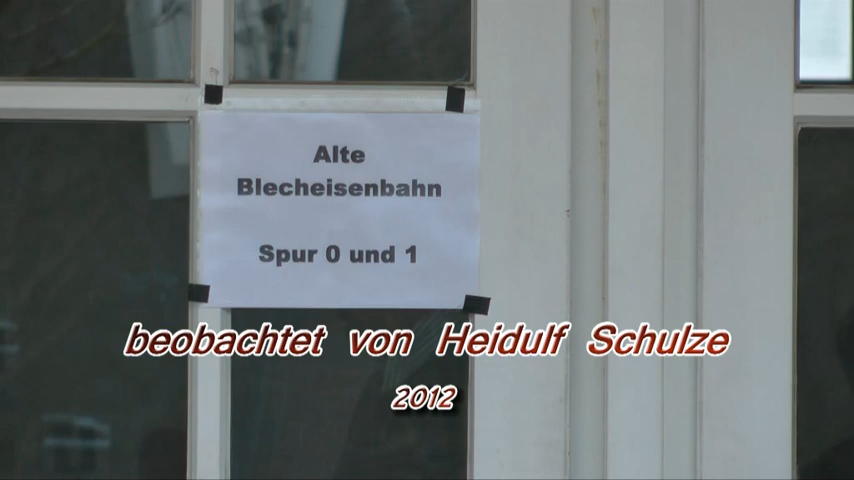 Alte
Blecheisenbahn
Spur 0 und 1
beobachtet von Heidulf Schulze
2012